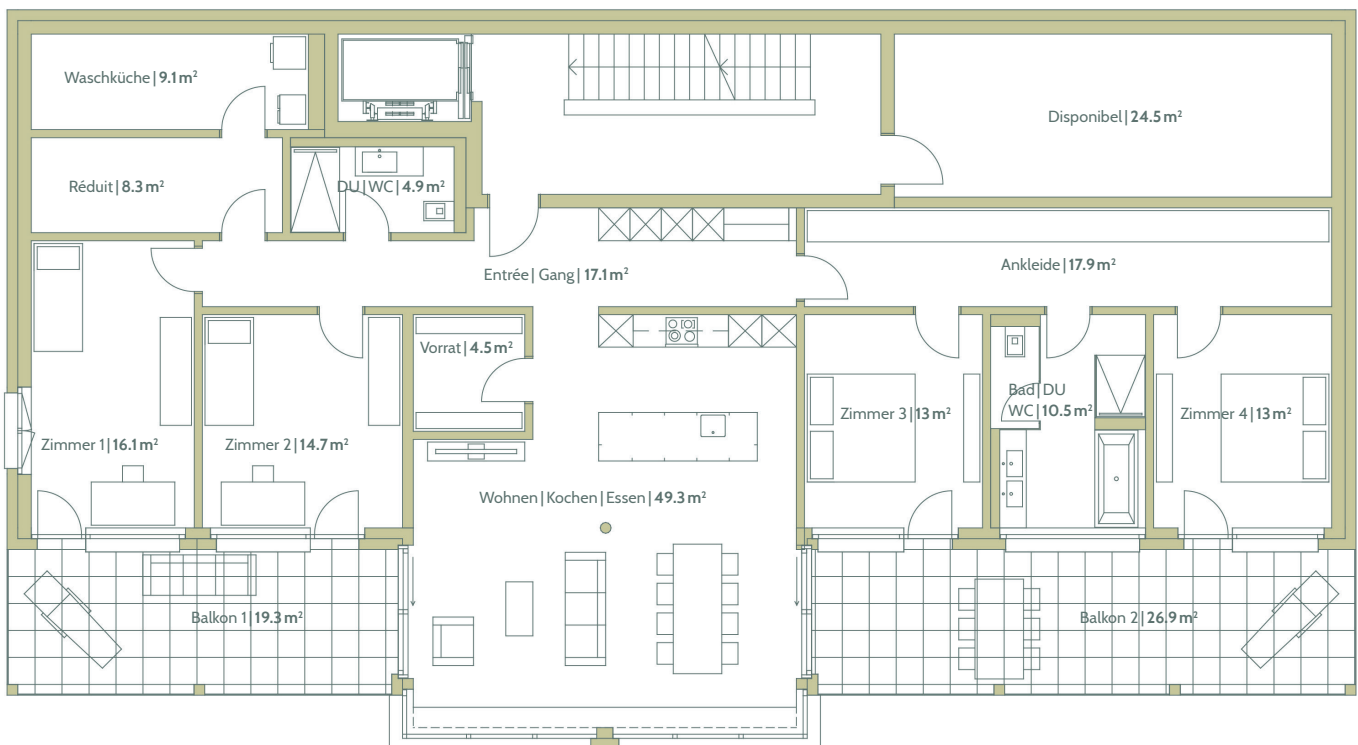 Waschküche | 9.1 m²
Disponibel | 24.5 m²
Réduit | 8.3 m²
DU | WC | 4.9 m²
Entrée | Gang | 17.1 m²
Ankleide | 17.9 m²
Vorrat | 4.5 m²
Bad | DU
WC | 10.5 m²
Zimmer 3 | 13 m²
Zimmer 4 | 13 m²
Zimmer 1 | 16.1 m²
Zimmer 2 | 14.7 m²
Wohnen | Kochen | Essen | 49.3 m²
Balkon 1 | 19.3 m²
Balkon 2 | 26.9 m²